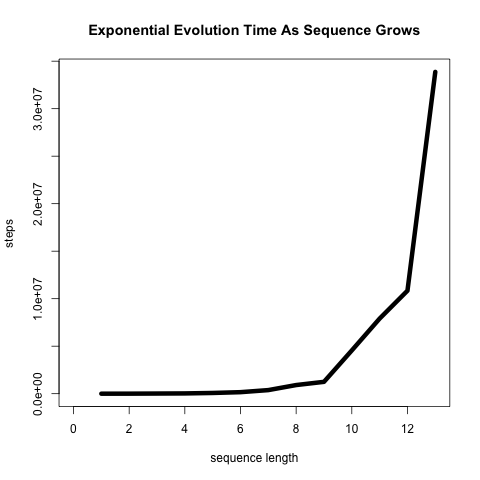 Exponential Evolution Time As Sequence Grows
3.0e+07
2.0e+07
1.0e+07
0.0e+00
steps
0 2 4 6 8 10 12
sequence length